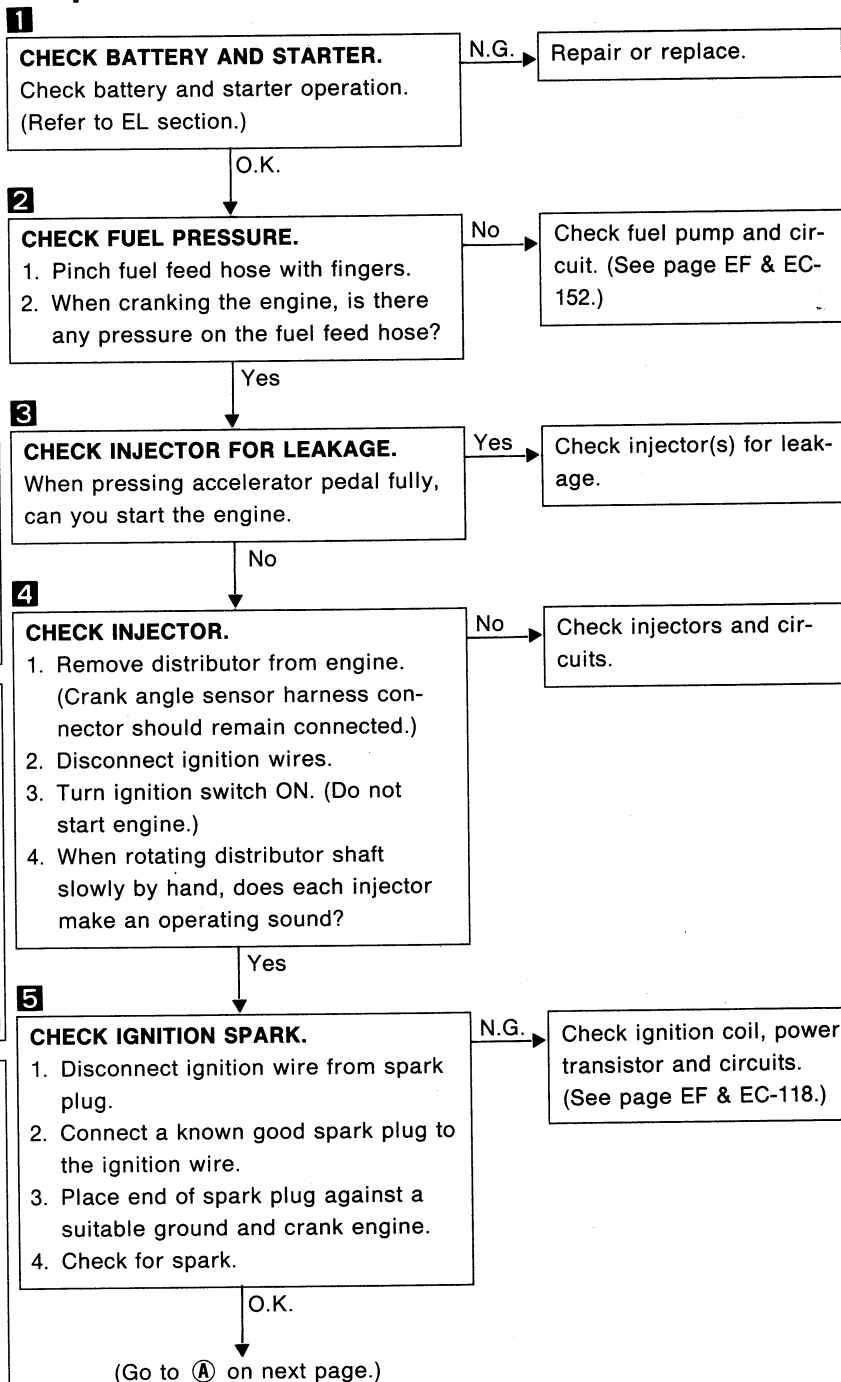 1
CHECK BATTERY AND STARTER.
Check battery and starter operation.
(Refer to EL section.)
N.G.
Repair or replace.
O.K.
2
CHECK FUEL PRESSURE.
1. Pinch fuel feed hose with fingers.
2. When cranking the engine, is there
any pressure on the fuel feed hose?
No
Check fuel pump and cir-
cuit. (See page EF & EC-
152.)
Yes
3
CHECK INJECTOR FOR LEAKAGE.
When pressing accelerator pedal fully,
can you start the engine.
Yes
Check injector(s) for leak-
age.
No
4
CHECK INJECTOR.
1. Remove distributor from engine.
(Crank angle sensor harness con-
nector should remain connected.)
2. Disconnect ignition wires.
3. Turn ignition switch ON. (Do not
start engine.)
4. When rotating distributor shaft
slowly by hand, does each injector
make an operating sound?
No
Check injectors and cir-
cuits.
Yes
5
CHECK IGNITION SPARK.
1. Disconnect ignition wire from spark
plug.
2. Connect a known good spark plug to
the ignition wire.
3. Place end of spark plug against a
suitable ground and crank engine.
4. Check for spark.
N.G.
Check ignition coil, power
transistor and circuits.
(See page EF & EC-118.)
O.K.
(Go to Ⓐ on next page.)